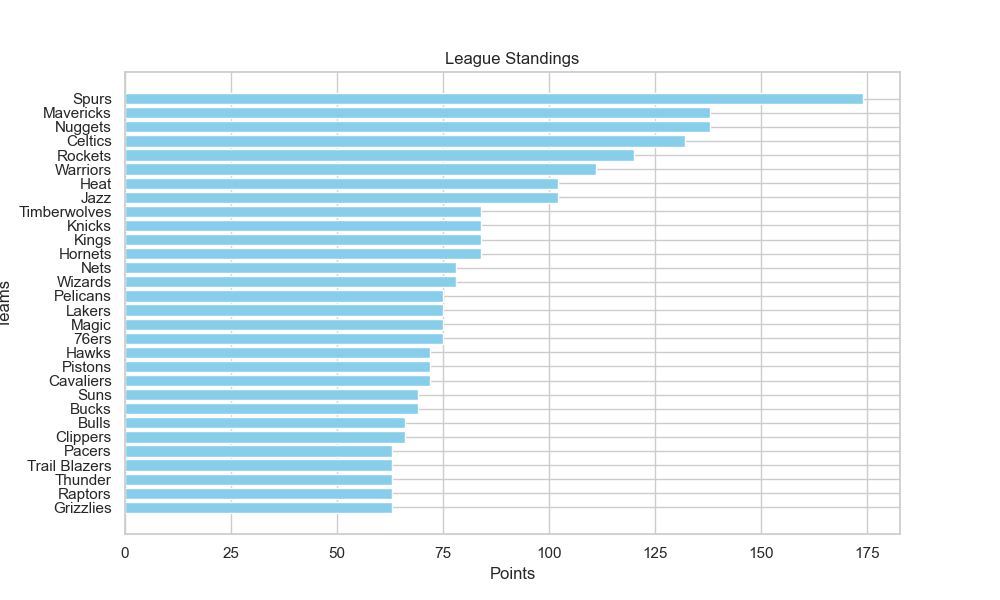 League Standings
Spurs
Mavericks
Nuggets
Celtics
Rockets
Warriors
Heat
Jazz
Timberwolves
Knicks
Kings
Hornets
Nets
Wizards
Pelicans
Lakers
Magic
76ers
Hawks
Pistons
Cavaliers
Suns
Bucks
Bulls
Clippers
Pacers
Trail Blazers
Thunder
Raptors
Grizzlies
Teams
0 25 50 75 100 125 150 175
Points